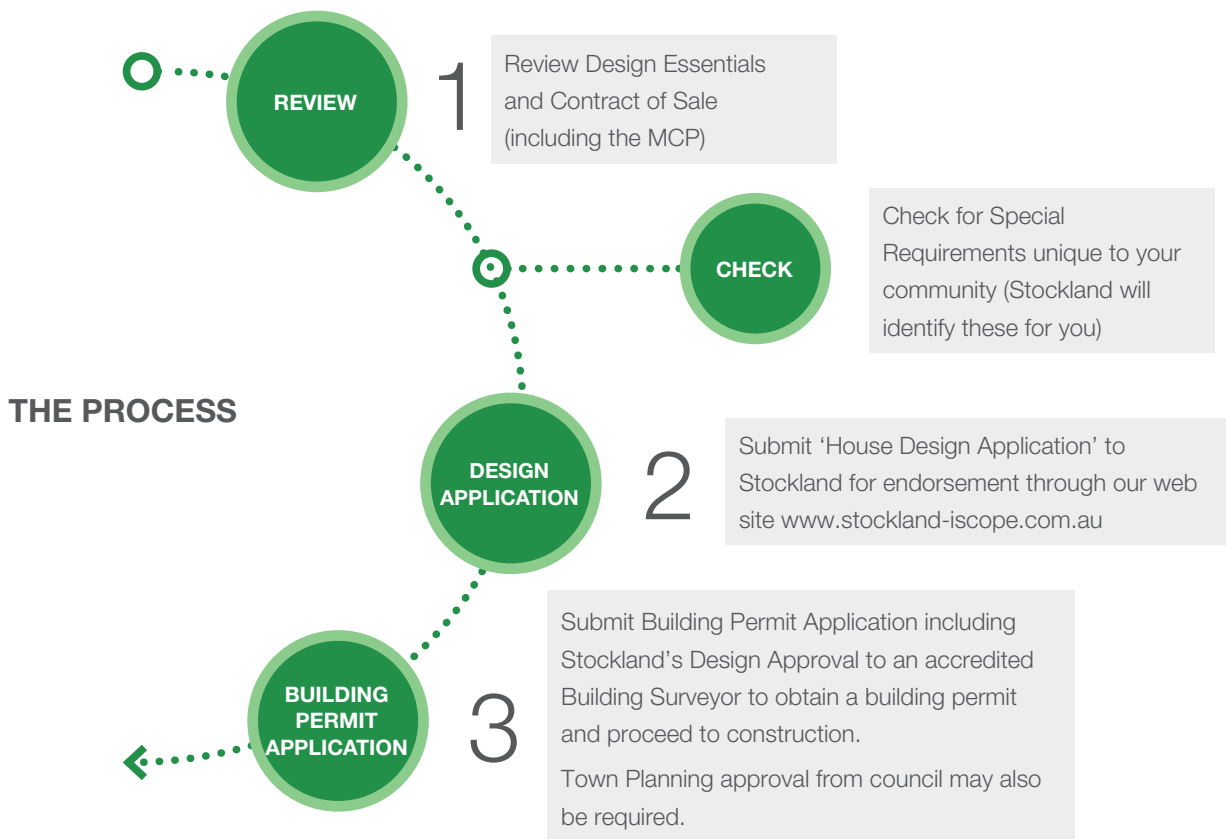 REVIEW
1
Review Design Essentials
and Contract of Sale
(including the MCP)
CHECK
Check for Special
Requirements unique to your
community (Stockland will
identify these for you)
THE PROCESS
DESIGN
APPLICATION
2
Submit ‘House Design Application’ to
Stockland for endorsement through our web
site www.stockland-iscope.com.au
BUILDING
PERMIT
APPLICATION
3
Submit Building Permit Application including
Stockland’s Design Approval to an accredited
Building Surveyor to obtain a building permit
and proceed to construction.
Town Planning approval from council may also
be required.